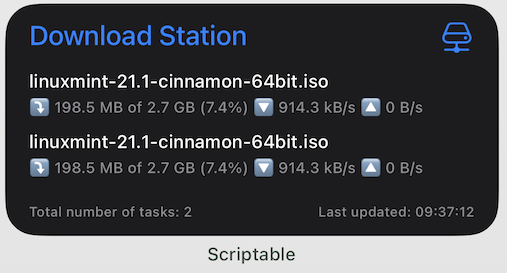 Download Station
linuxmint-21.1-cinnamon-64bit.iso
⤵️ 198.5 MB of 2.7 GB (7.4%) 🔽 914.3 kB/s 🔼 0 B/s
linuxmint-21.1-cinnamon-64bit.iso
⤵️ 198.5 MB of 2.7 GB (7.4%) 🔽 914.3 kB/s 🔼 0 B/s
Total number of tasks: 2 Last updated: 09:37:12
Scriptable